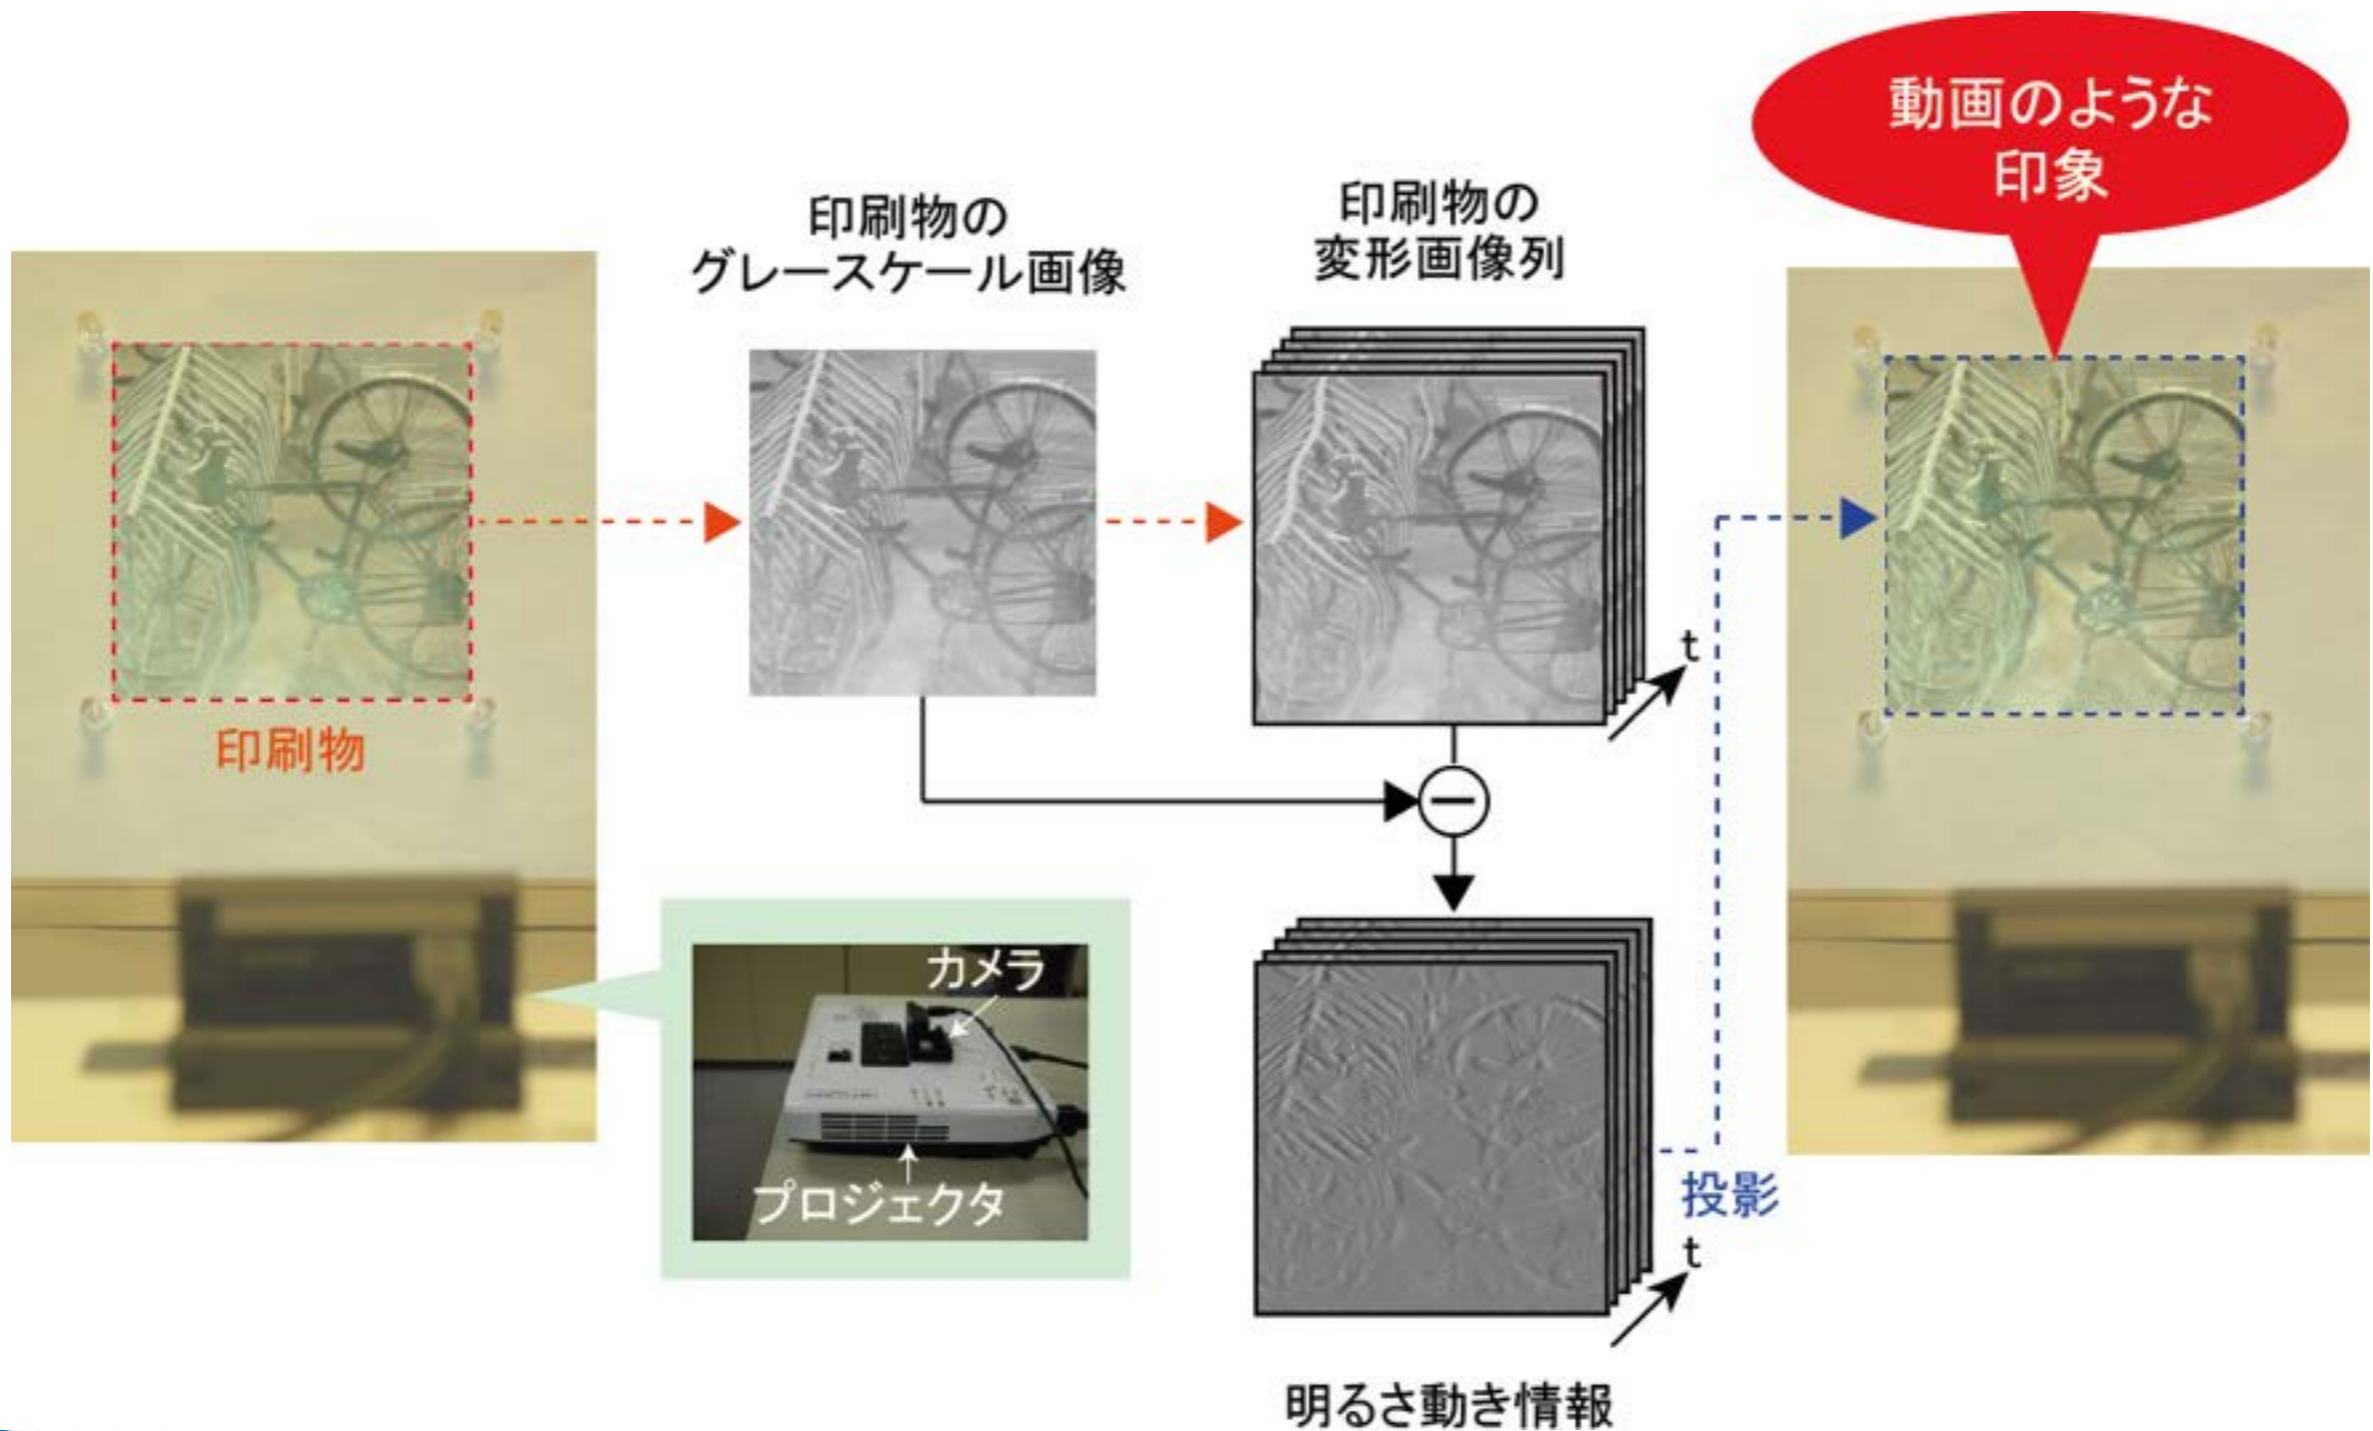 動画のような
印象
印刷物の
グレースケール画像
印刷物の
変形画像列
印刷物
t
カメラ
プロジェクタ
投影
t
明るさ動き情報